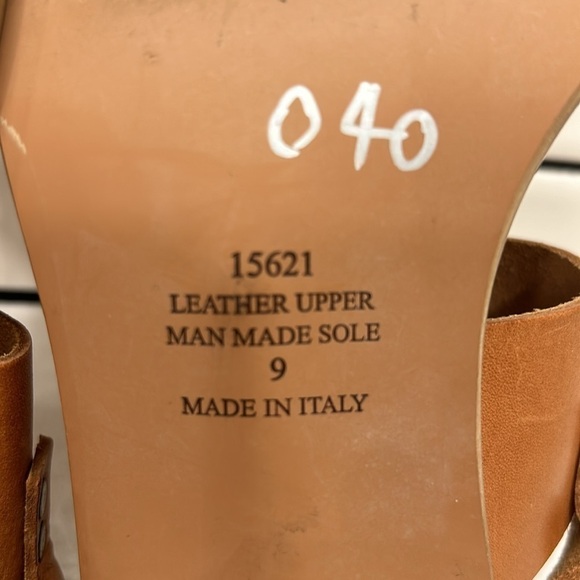 040
15621
LEATHER UPPER
MAN MADE SOLE
9
MADE IN ITALY